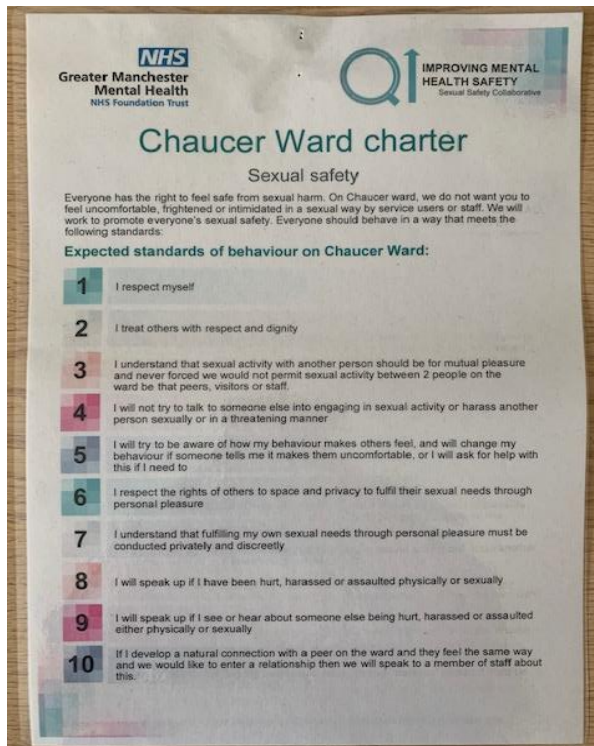 NHS
Greater Manchester
Mental Health
NHS Foundation Trust
QI
IMPROVING MENTAL
HEALTH SAFETY
Sexual Safety Collaborative
Chaucer Ward charter
Sexual safety
Everyone has the right to feel safe from sexual harm. On Chaucer ward, we do not want you to
feel uncomfortable, frightened or intimidated in a sexual way by service users or staff. We will
work to promote everyone's sexual safety. Everyone should behave in a way that meets the
following standards:
Expected standards of behaviour on Chaucer Ward:
1 I respect myself
2 I treat others with respect and dignity
3 I understand that sexual activity with another person should be for mutual pleasure
and never forced we would not permit sexual activity between 2 people on the
ward be that peers, visitors or staff.
4 I will not try to talk to someone else into engaging in sexual activity or harass another
person sexually or in a threatening manner
5 I will try to be aware of how my behaviour makes others feel, and will change my
behaviour if someone tells me it makes them uncomfortable, or I will ask for help with
this if I need to
6 I respect the rights of others to space and privacy to fulfil their sexual needs through
personal pleasure
7 I understand that fulfilling my own sexual needs through personal pleasure must be
conducted privately and discreetly
8 I will speak up if I have been hurt, harassed or assaulted physically or sexually
9 I will speak up if I see or hear about someone else being hurt, harassed or assaulted
either physically or sexually
10 If I develop a natural connection with a peer on the ward and they feel the same way
and we would like to enter a relationship then we will speak to a member of staff about
this.